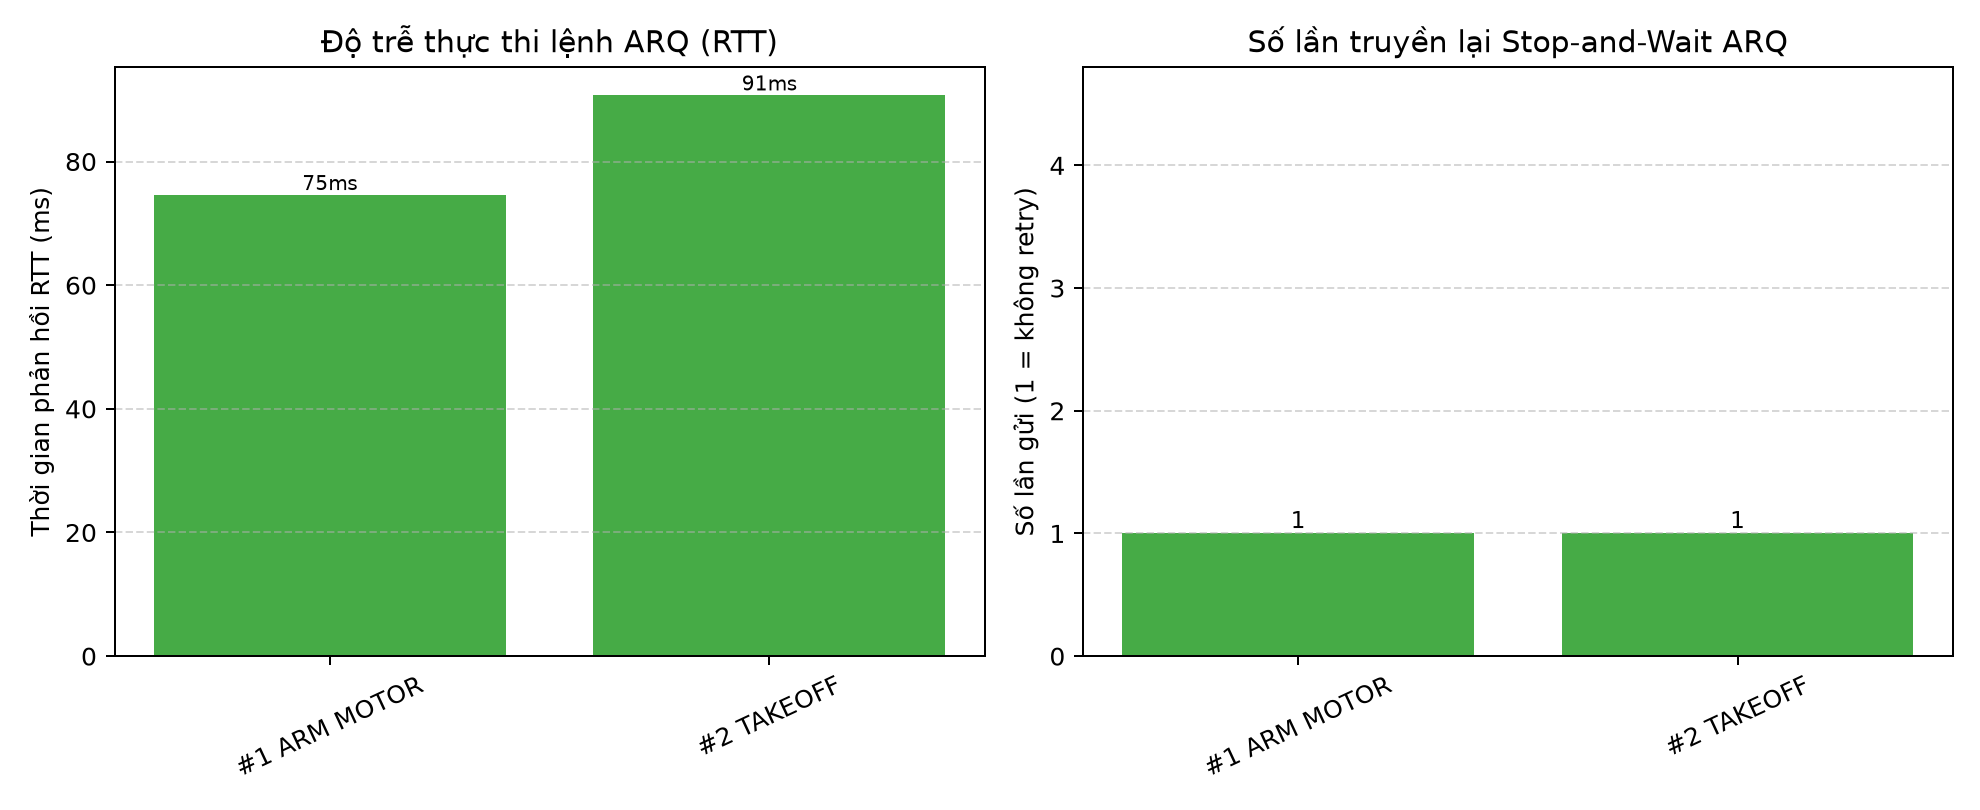 Độ trễ thực thi lệnh ARQ (RTT)
Thời gian phản hồi RTT (ms)
80
60
40
20
0
75ms
91ms
#1 ARM MOTOR
#2 TAKEOFF
Số lần truyền lại Stop-and-Wait ARQ
Số lần gửi (1 = không retry)
4
3
2
1
0
1
1
#1 ARM MOTOR
#2 TAKEOFF